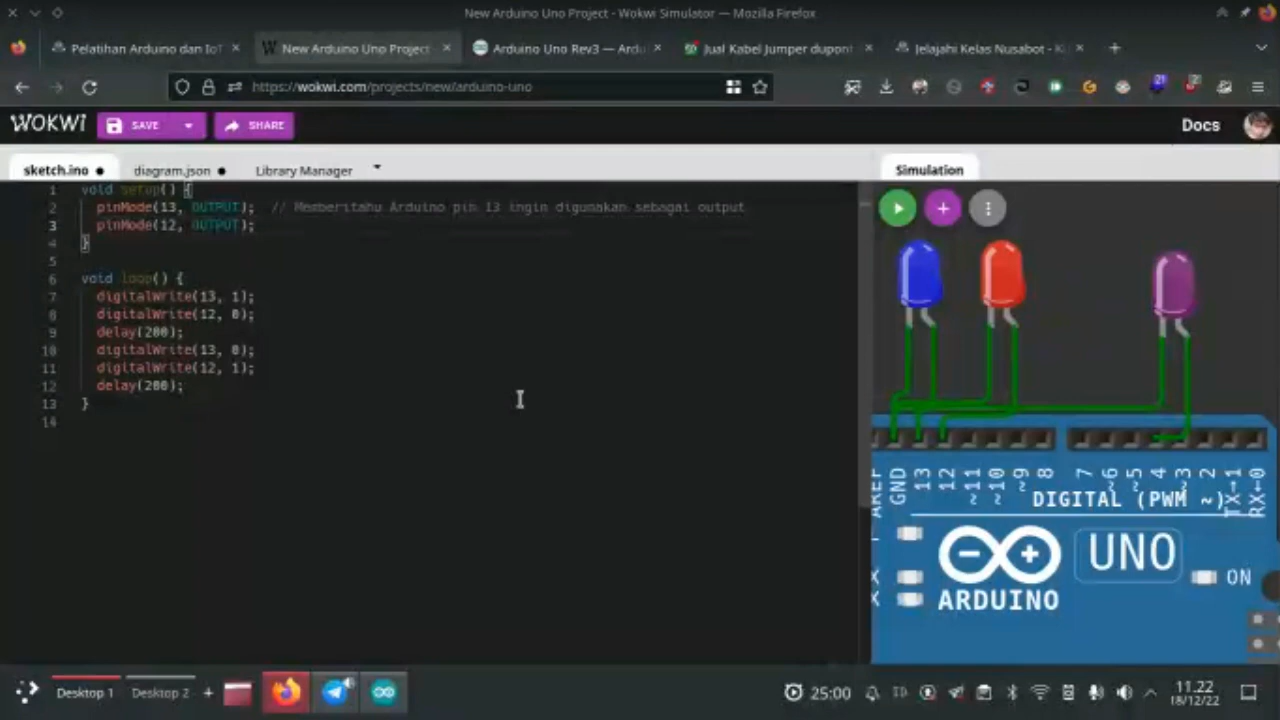 New Arduino Uno Project - Wokwi Simulator — Mozilla Firefox
Pelatihan Arduino dan IoT
New Arduino Uno Project
Arduino Uno Rev3 — Ardu
Jual Kabel Jumper dupont
Jelajahi Kelas Nusabot - K
https://wokwi.com/projects/new/arduino-uno
21
WOKWI
SAVE
SHARE
Docs
sketch.ino
diagram.json
Library Manager
Simulation
1 void setup() {
2 pinMode(13, OUTPUT); // Memberitahu Arduino pin 13 ingin digunakan sebagai output
3 pinMode(12, OUTPUT);
4 }
5
6 void loop() {
7 digitalWrite(13, 1);
8 digitalWrite(12, 0);
9 delay(200);
10 digitalWrite(13, 0);
11 digitalWrite(12, 1);
12 delay(200);
13 }
14
AREF
GND
13
12
~11
~10
~9
8
7
~6
~5
4
~3
2
TX→1
RX←0
DIGITAL (PWM ~)
UNO
ON
ARDUINO
Desktop 1
Desktop 2
25:00
11.22
18/12/22